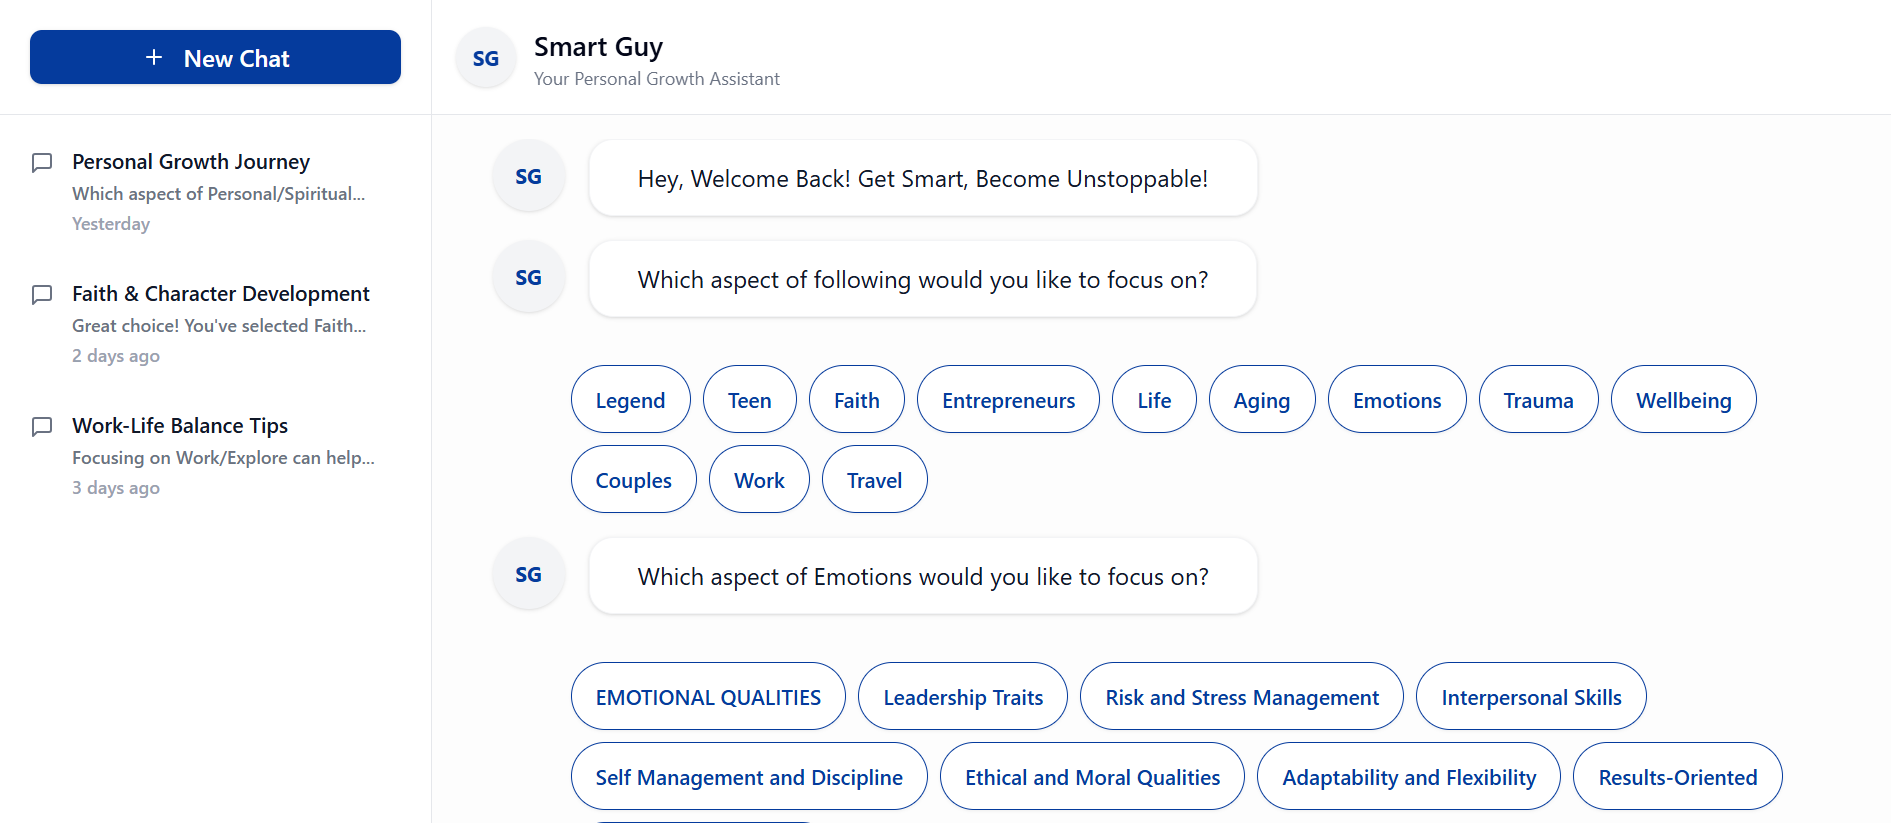 New Chat
Personal Growth Journey
Which aspect of Personal/Spiritual...
Yesterday
Faith & Character Development
Great choice! You've selected Faith...
2 days ago
Work-Life Balance Tips
Focusing on Work/Explore can help...
3 days ago
SG
Smart Guy
Your Personal Growth Assistant
SG
Hey, Welcome Back! Get Smart, Become Unstoppable!
SG
Which aspect of following would you like to focus on?
Legend Teen Faith Entrepreneurs Life Aging Emotions Trauma Wellbeing
Couples Work Travel
SG
Which aspect of Emotions would you like to focus on?
EMOTIONAL QUALITIES Leadership Traits Risk and Stress Management Interpersonal Skills
Self Management and Discipline Ethical and Moral Qualities Adaptability and Flexibility Results-Oriented